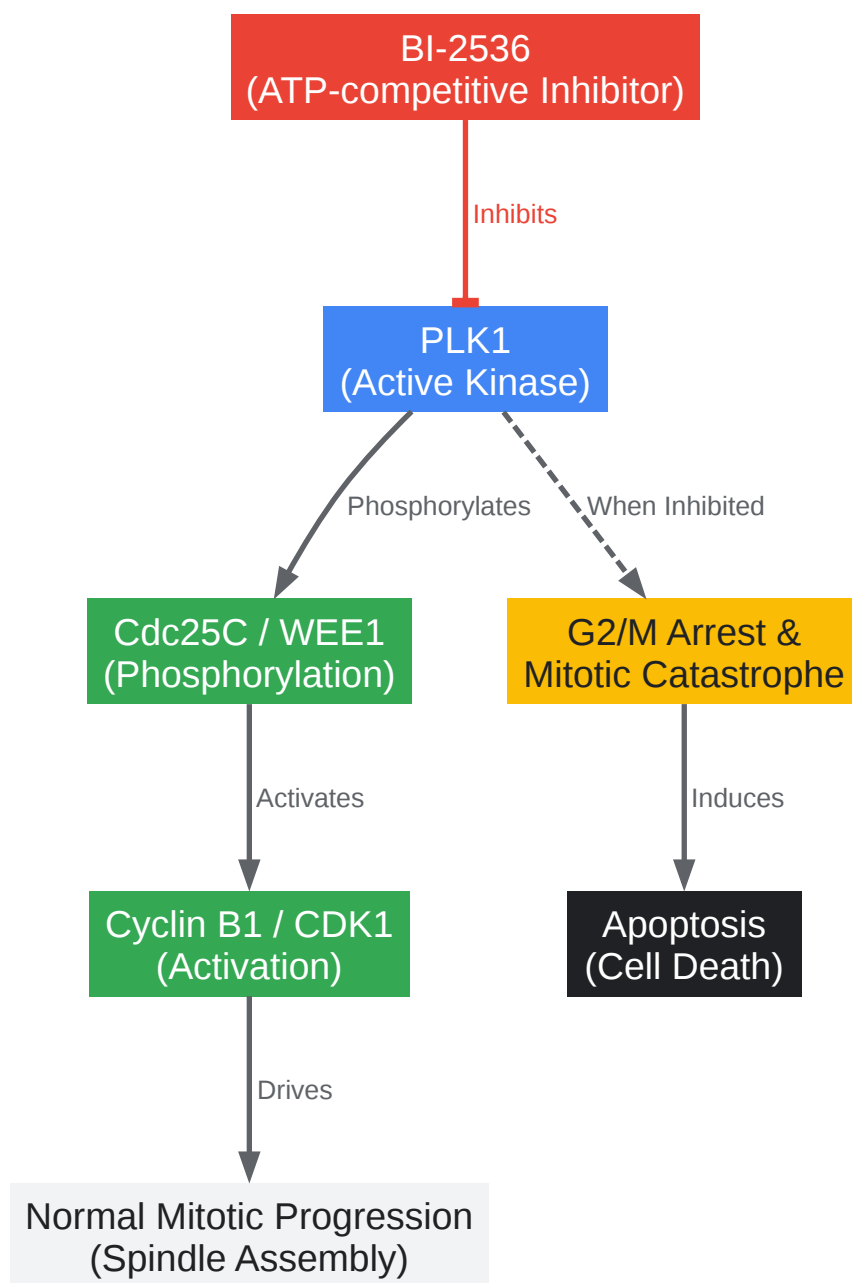 BI-2536
(ATP-competitive Inhibitor)
Inhibits
PLK1
(Active Kinase)
Phosphorylates
When Inhibited
Cdc25C / WEE1
(Phosphorylation)
G2/M Arrest &
Mitotic Catastrophe
Activates
Induces
Cyclin B1 / CDK1
(Activation)
Apoptosis
(Cell Death)
Drives
Normal Mitotic Progression
(Spindle Assembly)